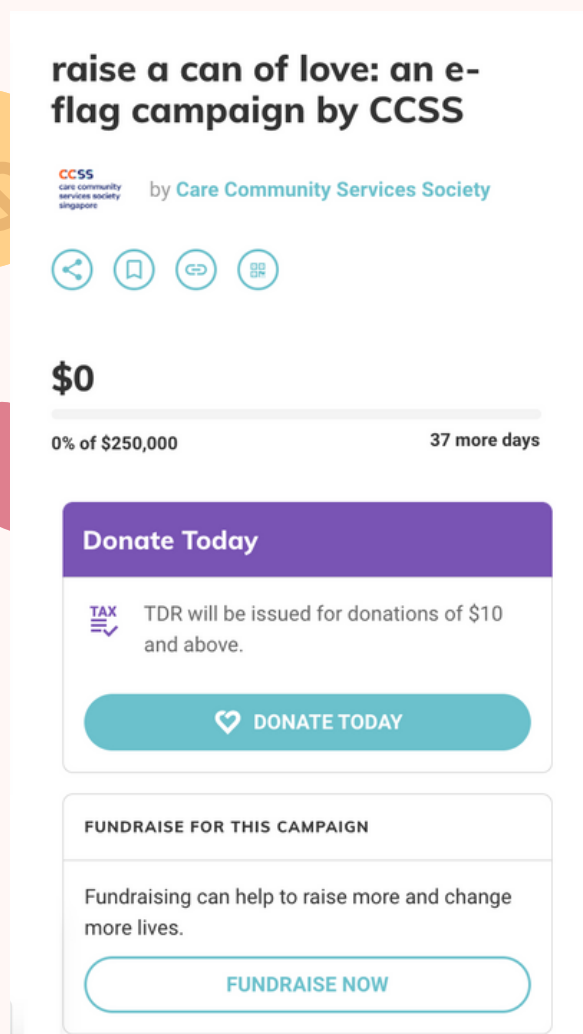 raise a can of love: an e-
flag campaign by CCSS
CCSS
care community
services society
singapore
by Care Community Services Society
$0
0% of $250,000
37 more days
Donate Today
TAX
TDR will be issued for donations of $10
and above.
DONATE TODAY
FUNDRAISE FOR THIS CAMPAIGN
Fundraising can help to raise more and change
more lives.
FUNDRAISE NOW